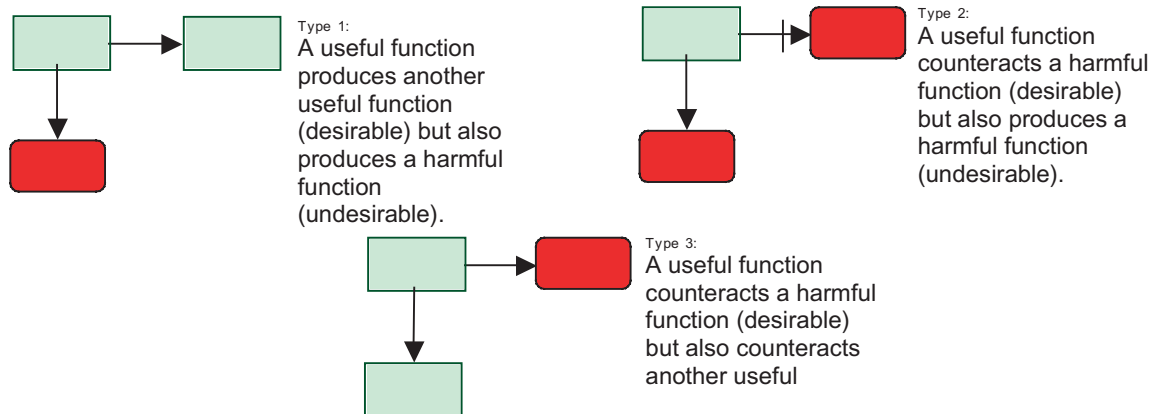 Type 1:
A useful function
produces another
useful function
(desirable) but also
produces a harmful
function
(undesirable).
Type 2:
A useful function
counteracts a harmful
function (desirable)
but also produces a
harmful function
(undesirable).
Type 3:
A useful function
counteracts a harmful
function (desirable)
but also counteracts
another useful